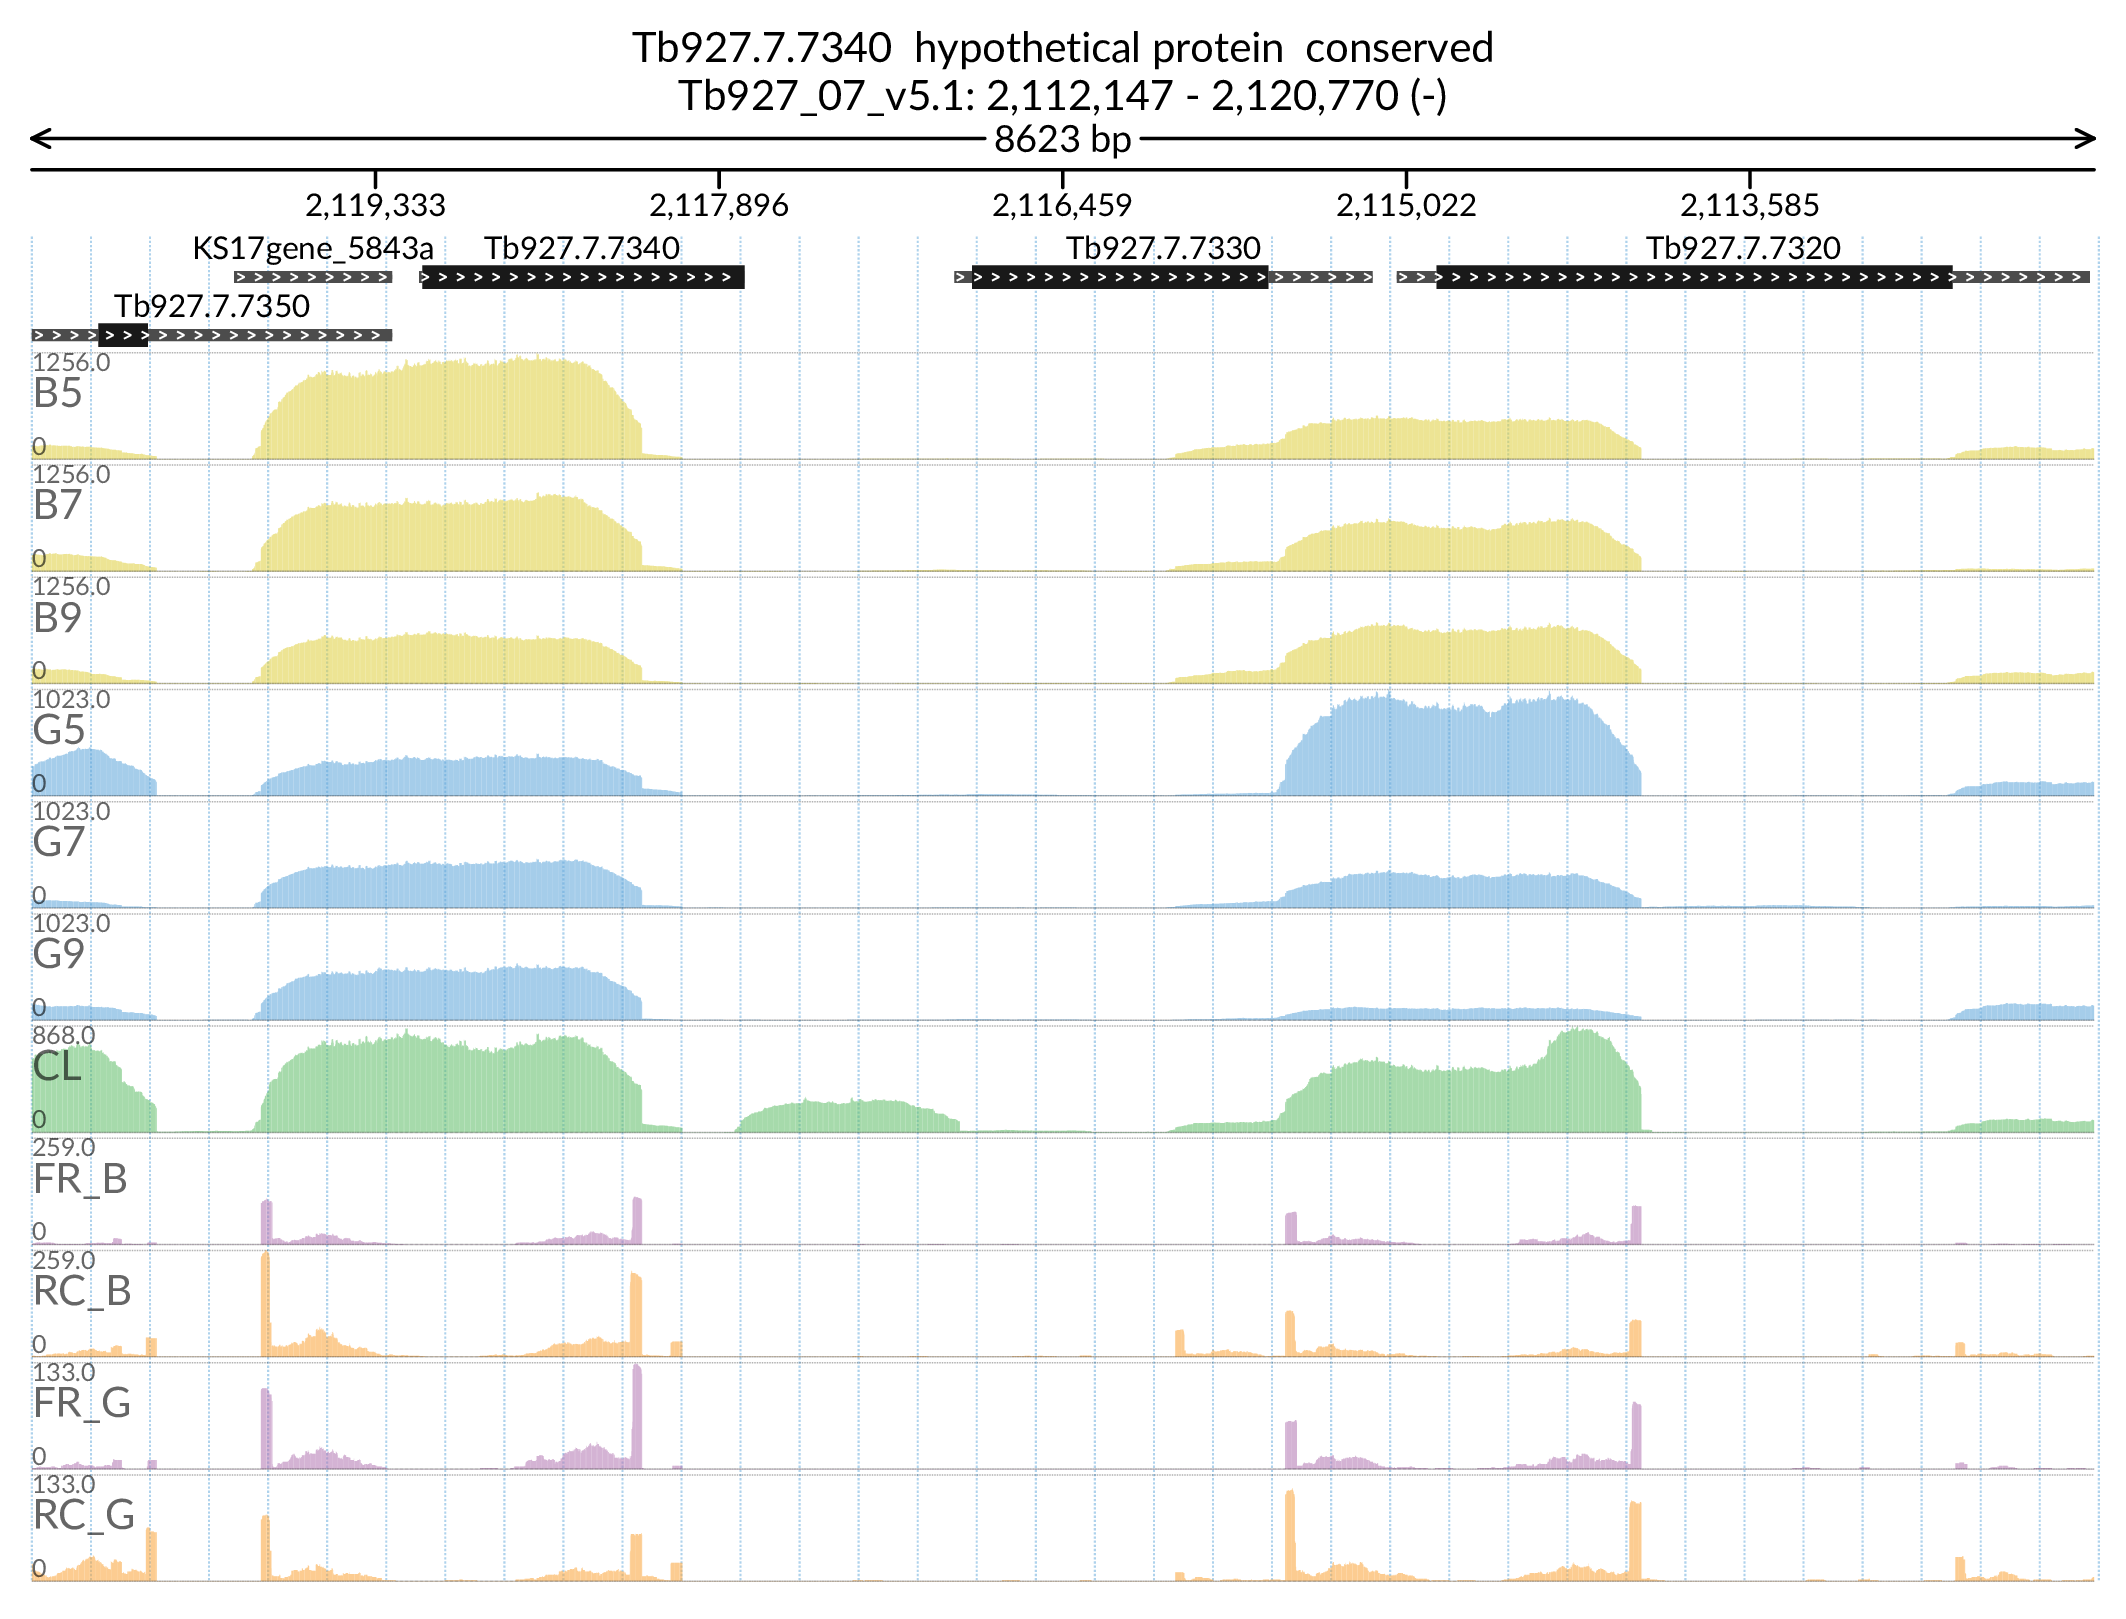 Tb927.7.7340  hypothetical protein  conserved
Tb927_07_v5.1: 2,112,147 - 2,120,770 (-)
8623 bp
2,119,333 2,117,896 2,116,459 2,115,022 2,113,585
KS17gene_5843a Tb927.7.7340 Tb927.7.7330 Tb927.7.7320
Tb927.7.7350
1256.0
B5
0
1256.0
B7
0
1256.0
B9
0
1023.0
G5
0
1023.0
G7
0
1023.0
G9
0
868.0
CL
0
259.0
FR_B
0
259.0
RC_B
0
133.0
FR_G
0
133.0
RC_G
0